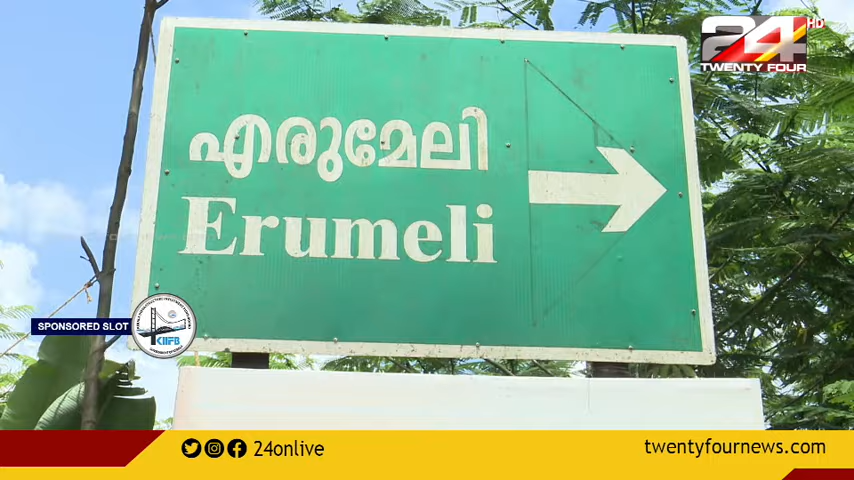 24 HD
TWENTY FOUR
എരുമേലി
Erumeli
SPONSORED SLOT
KIIFB
24onlive
twentyfournews.com